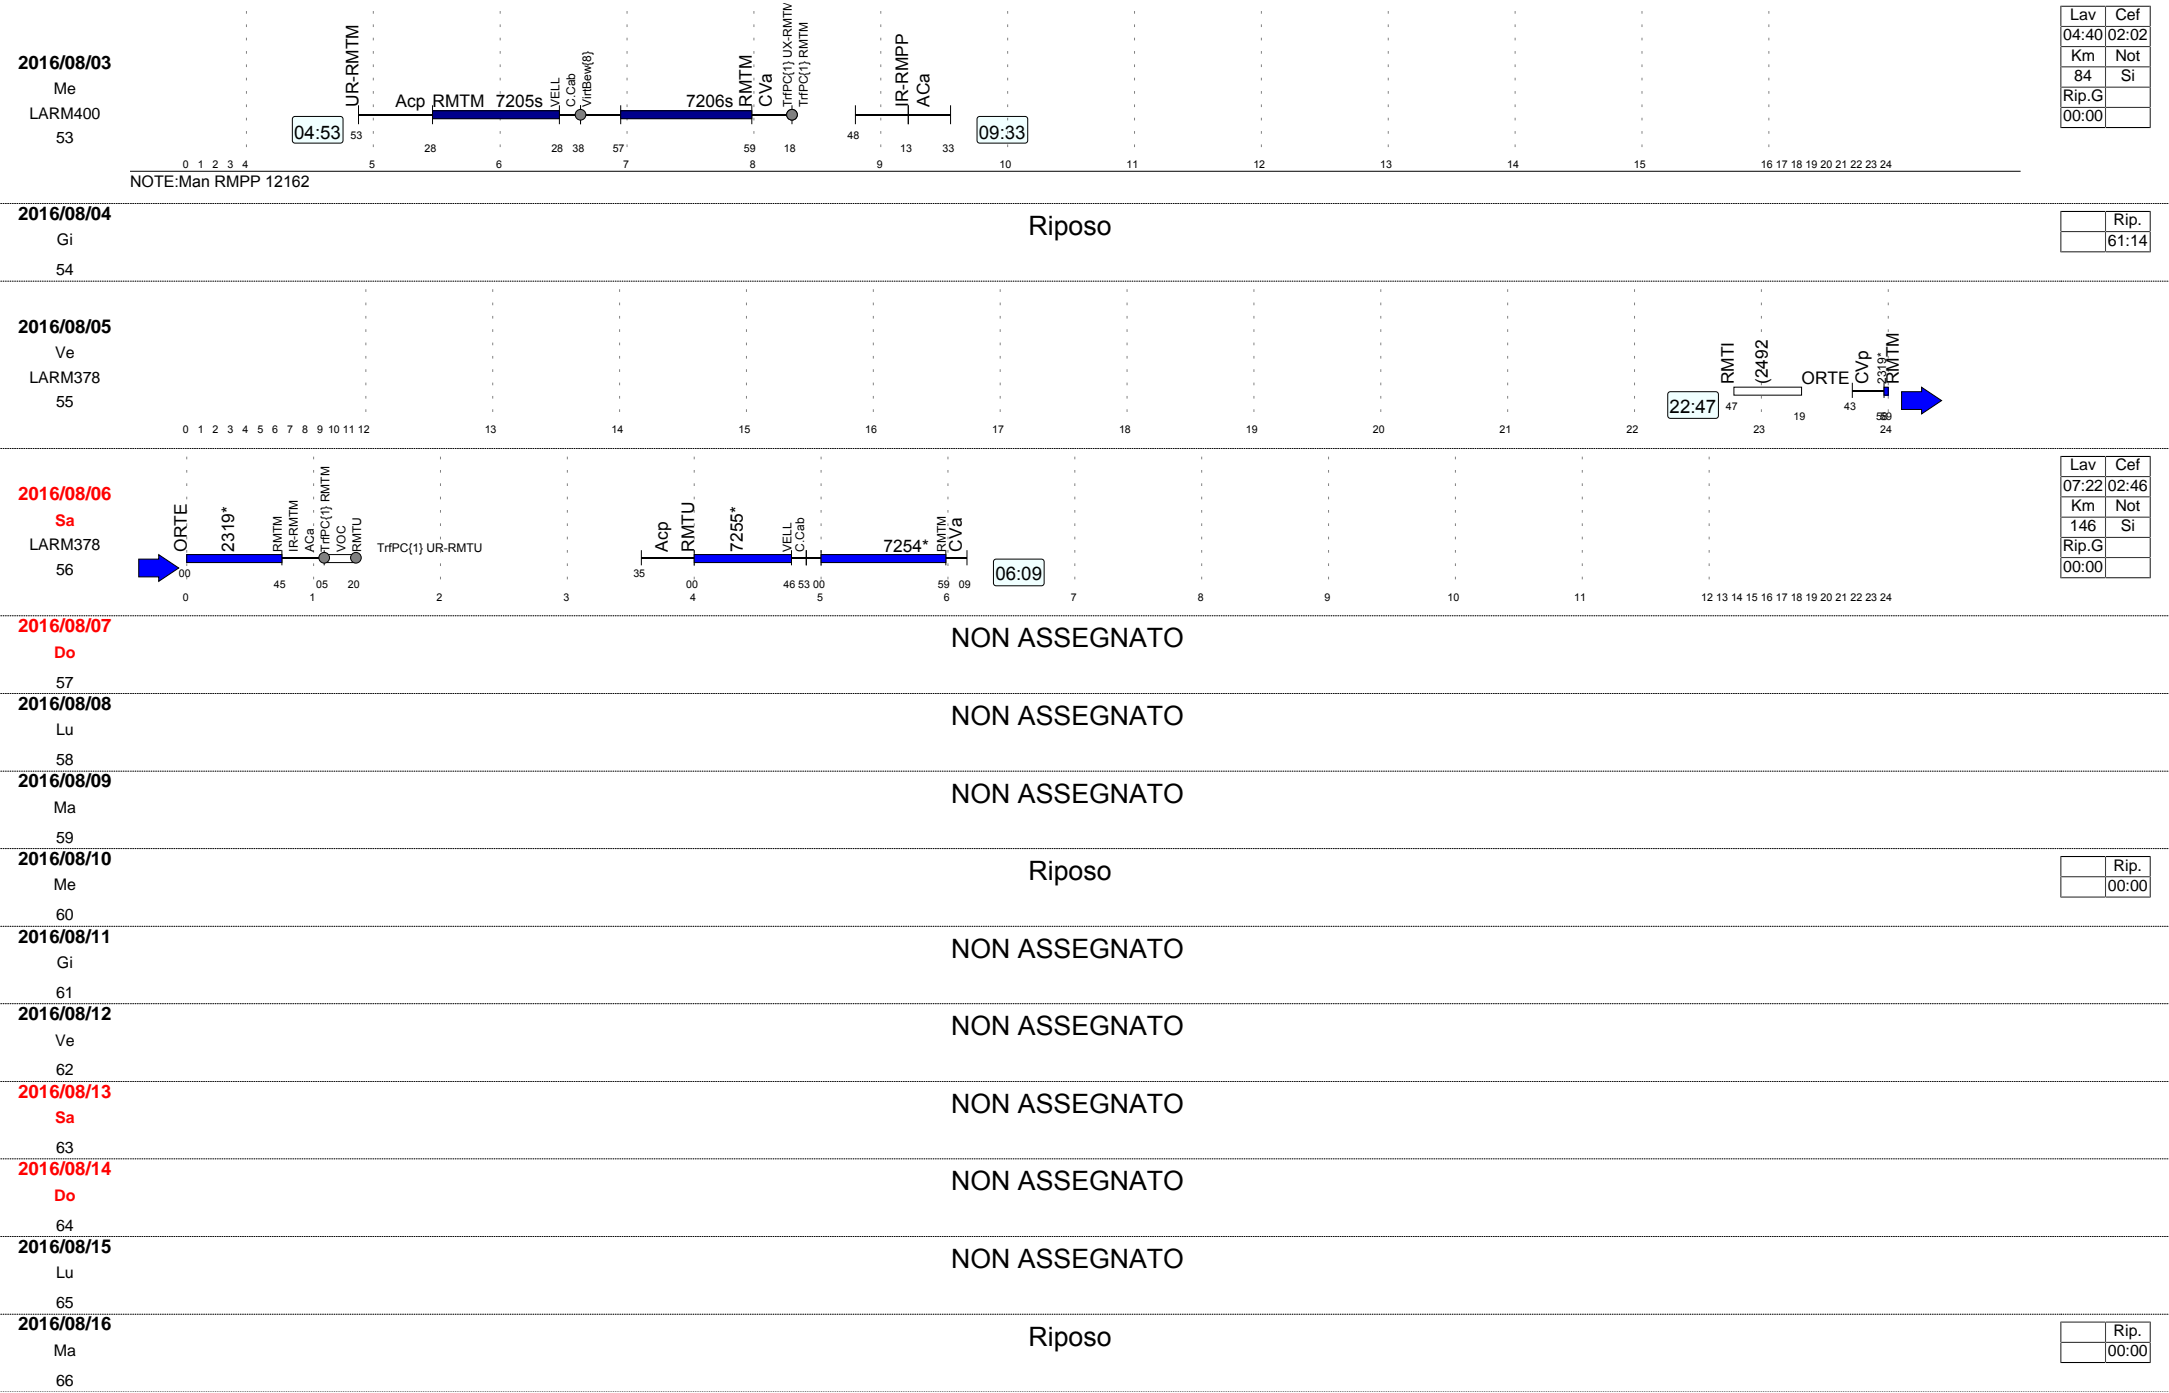 2016/08/03
Me
LARM400
53
UR-RMTM
Acp RMTM 7205s
VELL
C.Cab
VirtBew{8}
7206s
RMTM
CVa
TrfPC{1} UX-RMTM
TrfPC{1} RMTM
IR-RMPP
ACa
04:53
09:33
53 28 28 38 57 59 18 48 13 33
0 1 2 3 4 5 6 7 8 9 10 11 12 13 14 15 16 17 18 19 20 21 22 23 24
NOTE:Man RMPP 12162
Lav Cef
04:40 02:02
Km Not
84 Si
Rip.G
00:00
2016/08/04
Gi
54
Riposo
Rip.
61:14
2016/08/05
Ve
LARM378
55
22:47
RMTI
(2492
ORTE
CVp
2319*
RMTM
47 19 43 59
0 1 2 3 4 5 6 7 8 9 10 11 12 13 14 15 16 17 18 19 20 21 22 23 24
2016/08/06
Sa
LARM378
56
ORTE
2319*
RMTM
IR-RMTM
ACa
TrfPC{1} RMTM
VOC
RMTU
TrfPC{1} UR-RMTU
Acp
RMTU
7255*
VELL
C.Cab
7254*
RMTM
CVa
06:09
00 45 05 20 35 00 46 53 00 59 09
0 1 2 3 4 5 6 7 8 9 10 11 12 13 14 15 16 17 18 19 20 21 22 23 24
Lav Cef
07:22 02:46
Km Not
146 Si
Rip.G
00:00
2016/08/07
Do
57
NON ASSEGNATO
2016/08/08
Lu
58
NON ASSEGNATO
2016/08/09
Ma
59
NON ASSEGNATO
2016/08/10
Me
60
Riposo
Rip.
00:00
2016/08/11
Gi
61
NON ASSEGNATO
2016/08/12
Ve
62
NON ASSEGNATO
2016/08/13
Sa
63
NON ASSEGNATO
2016/08/14
Do
64
NON ASSEGNATO
2016/08/15
Lu
65
NON ASSEGNATO
2016/08/16
Ma
66
Riposo
Rip.
00:00